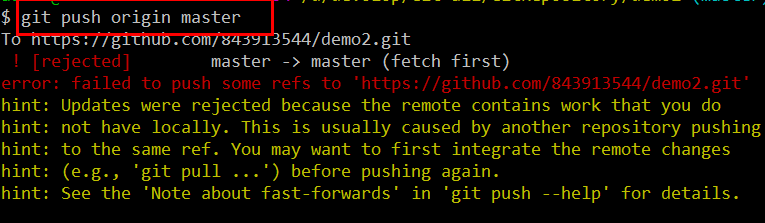 $ git push origin master
To https://github.com/843913544/demo2.git
! [rejected] master -> master (fetch first)
error: failed to push some refs to 'https://github.com/843913544/demo2.git'
hint: Updates were rejected because the remote contains work that you do
hint: not have locally. This is usually caused by another repository pushing
hint: to the same ref. You may want to first integrate the remote changes
hint: (e.g., 'git pull ...') before pushing again.
hint: See the 'Note about fast-forwards' in 'git push --help' for details.